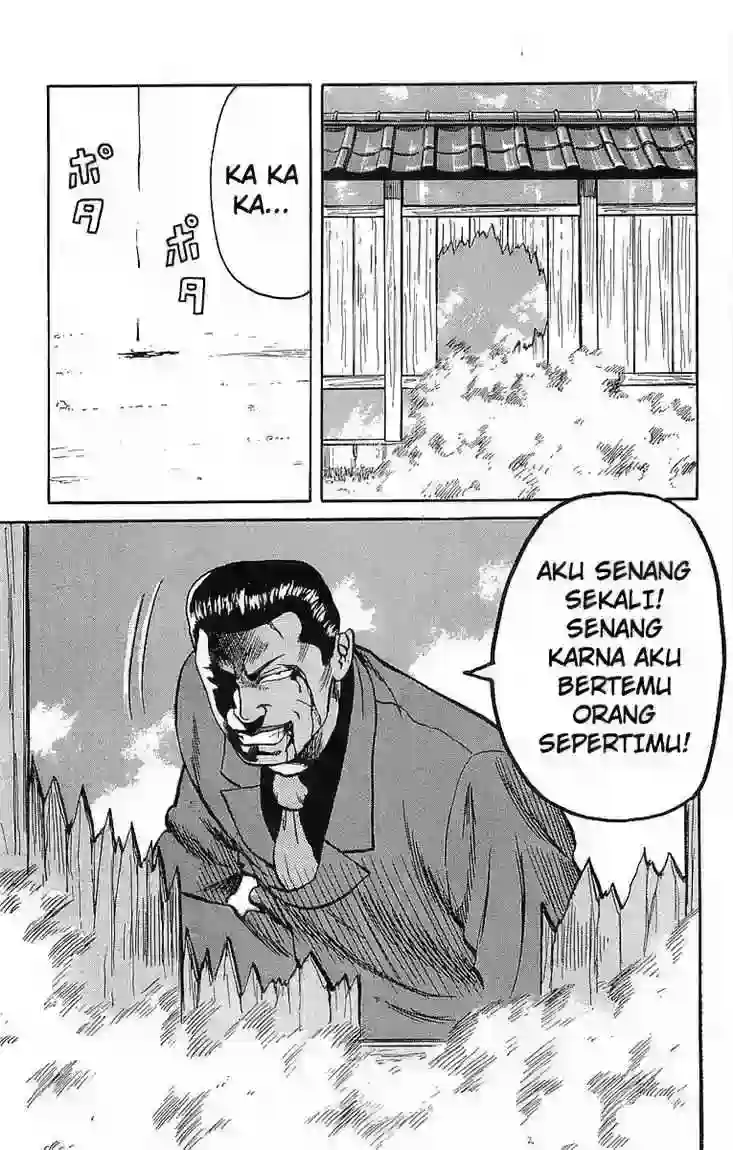 KA KA
KA...
ポタ
ポタ
AKU SENANG
SEKALI!
SENANG
KARNA AKU
BERTEMU
ORANG
SEPERTIMU!